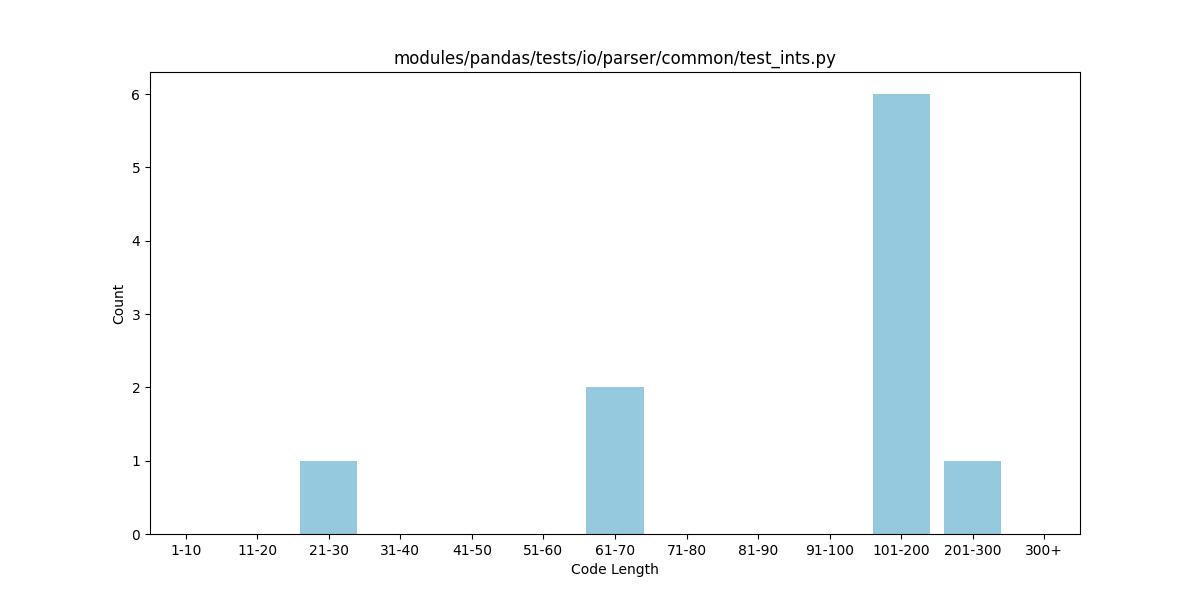 modules/pandas/tests/io/parser/common/test_ints.py
6
5
4
3
2
1
0
Count
1-10 11-20 21-30 31-40 41-50 51-60 61-70 71-80 81-90 91-100 101-200 201-300 300+
Code Length